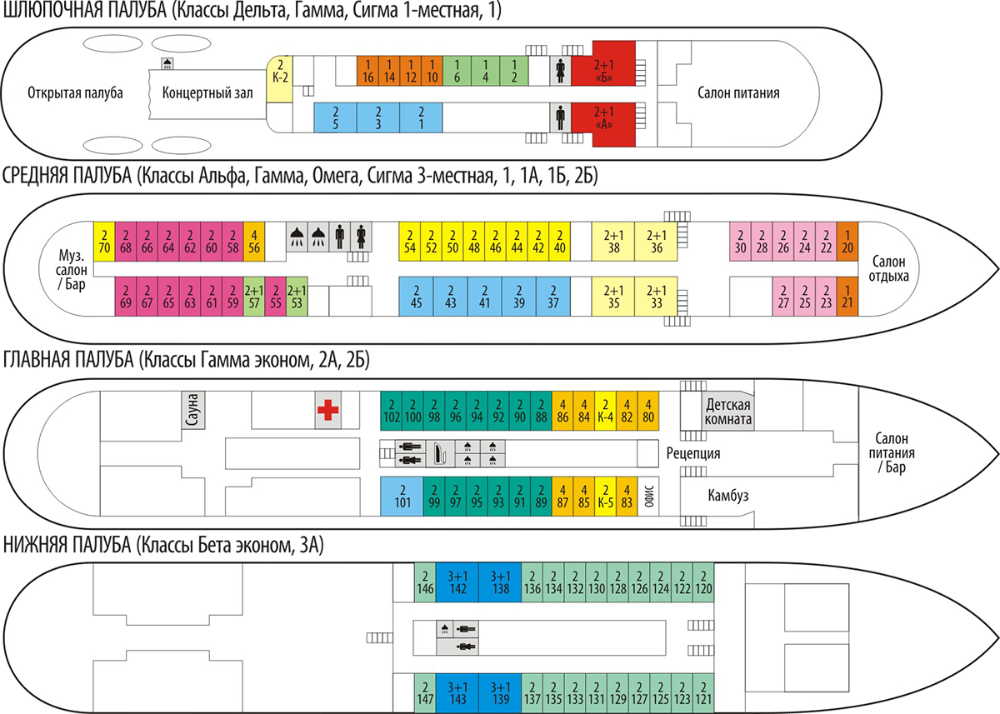 ШЛЮПОЧНАЯ ПАЛУБА (Классы Дельта, Гамма, Сигма 1-местная, 1)
2 1 1 1 1 1 1 1 2+1
К-2 16 14 12 10 6 4 2 «Б»
Открытая палуба Концертный зал Салон питания
2 2 2 2+1
5 3 1 «А»
СРЕДНЯЯ ПАЛУБА (Классы Альфа, Гамма, Омега, Сигма 3-местная, 1, 1А, 1Б, 2Б)
2 2 2 2 2 2 2 4 2 2 2 2 2 2 2 2 2+1 2+1 2 2 2 2 2 1
70 68 66 64 62 60 58 56 54 52 50 48 46 44 42 40 38 36 30 28 26 24 22 20
Муз.
салон
/ Бар
Салон
отдыха
2 2 2 2 2 2 2+1 2 2+1 2 2 2 2 2 2+1 2+1 2 2 2 1
69 67 65 63 61 59 57 55 53 45 43 41 39 37 35 33 27 25 23 21
ГЛАВНАЯ ПАЛУБА (Классы Гамма эконом, 2А, 2Б)
Сауна
2 2 2 2 2 2 2 4 4 2 4 4
102 100 98 96 94 92 90 88 86 84 К-4 82 80
Детская
комната
Рецепция
Салон
питания
/ Бар
2 2 2 2 2 2 2 4 4 2 4
101 99 97 95 93 91 89 87 85 К-5 83
ОФИС
Камбуз
НИЖНЯЯ ПАЛУБА (Классы Бета эконом, 3А)
2 3+1 3+1 2 2 2 2 2 2 2 2 2
146 142 138 136 134 132 130 128 126 124 122 120
2 3+1 3+1 2 2 2 2 2 2 2 2 2
147 143 139 137 135 133 131 129 127 125 123 121